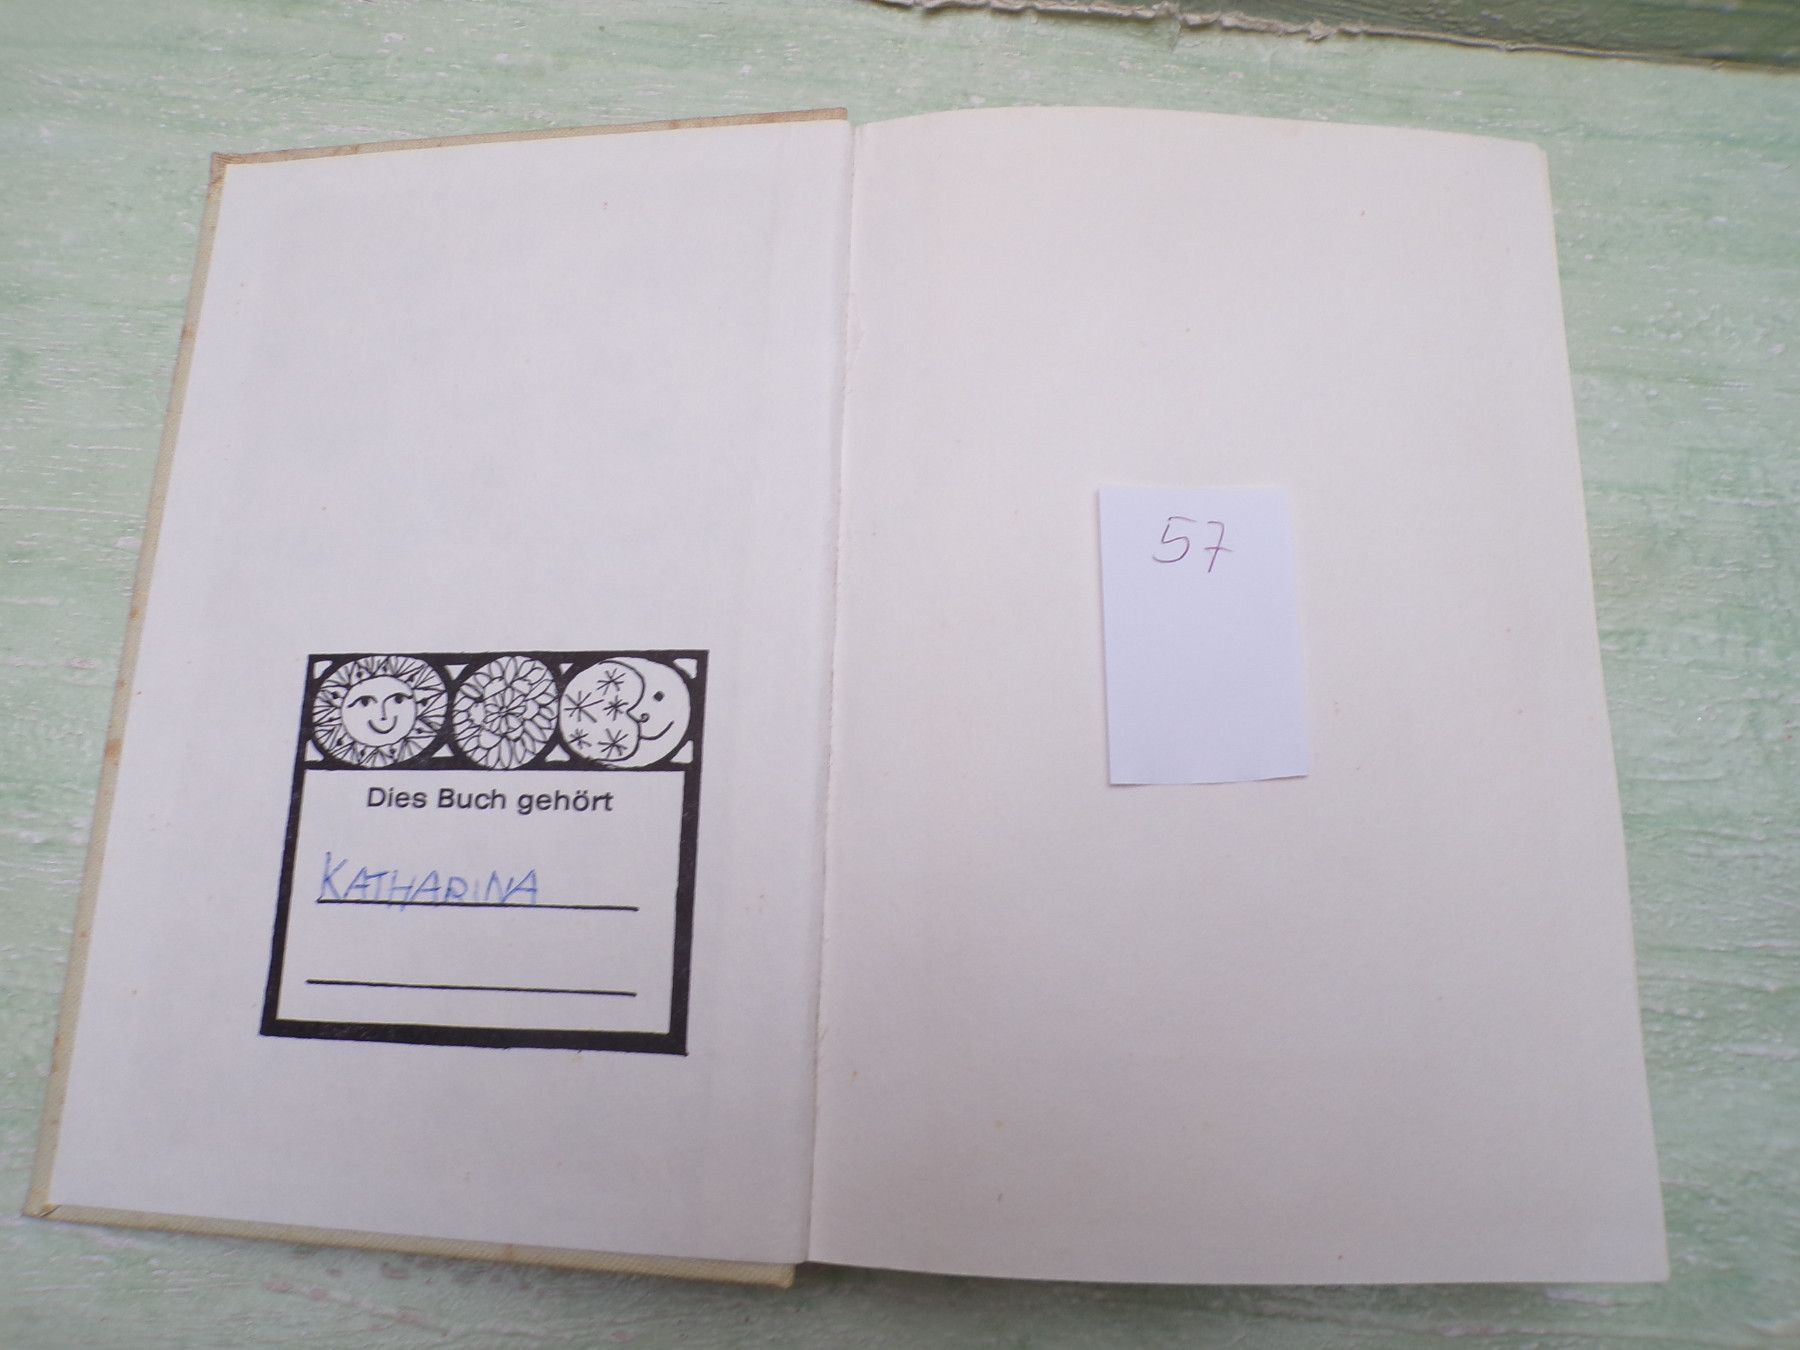 Dies Buch gehört
KATHARINA
57